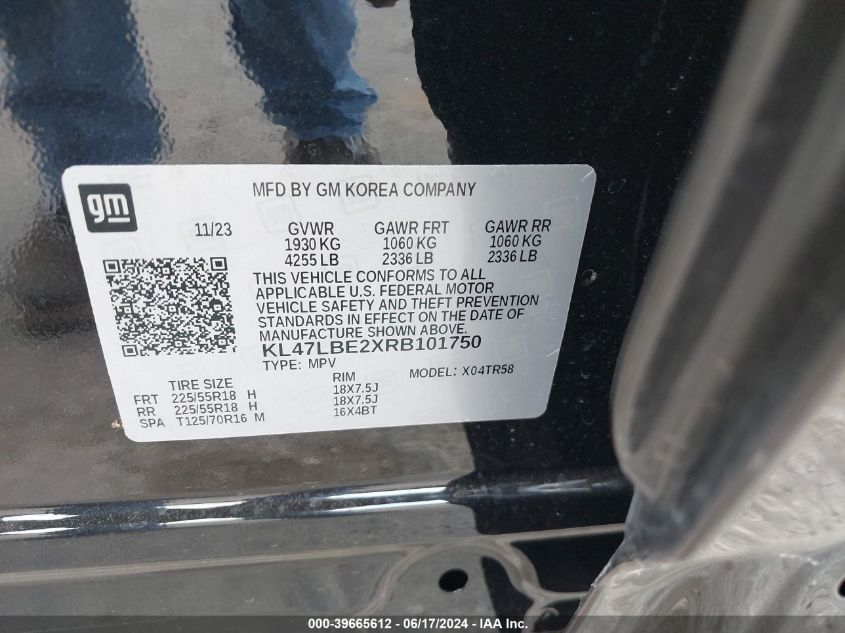 gm
MFD BY GM KOREA COMPANY
11/23
GVWR GAWR FRT GAWR RR
1930 KG 1060 KG 1060 KG
4255 LB 2336 LB 2336 LB
THIS VEHICLE CONFORMS TO ALL
APPLICABLE U.S. FEDERAL MOTOR
VEHICLE SAFETY AND THEFT PREVENTION
STANDARDS IN EFFECT ON THE DATE OF
MANUFACTURE SHOWN ABOVE.
KL47LBE2XRB101750
TYPE: MPV MODEL: X04TR58
TIRE SIZE RIM
FRT 225/55R18 H 18X7.5J
RR 225/55R18 H 18X7.5J
SPA T125/70R16 M 16X4BT
000-39665612 / 06/17/2024 / © IAA, Inc.